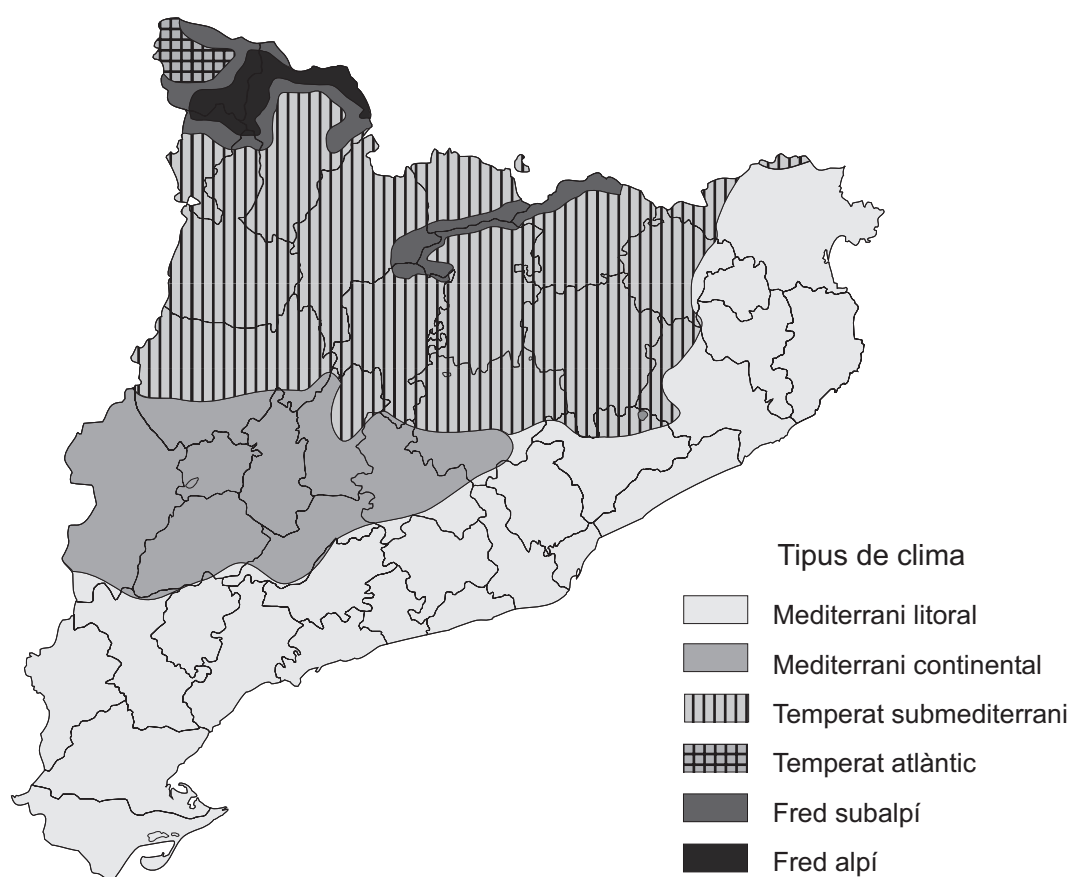 Tipus de clima
Mediterrani litoral
Mediterrani continental
Temperat submediterrani
Temperat atlàntic
Fred subalpí
Fred alpí